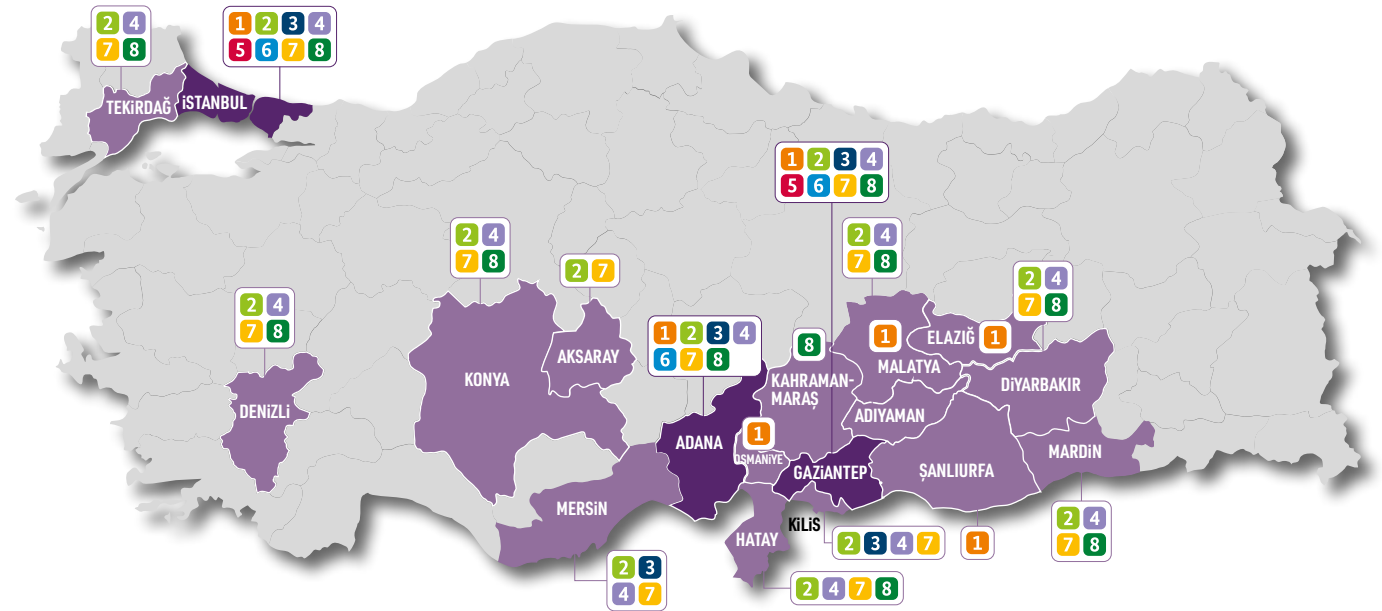 2 4
7 8
1 2 3 4
5 6 7 8
TEKİRDAĞ
İSTANBUL
1 2 3 4
5 6 7 8
2 4
7 8
2 7
2 4
7 8
2 4
7 8
2 4
7 8
1 2 3 4
6 7 8
8
1
ELAZIĞ
1
MALATYA
AKSARAY
KONYA
KAHRAMAN-
MARAŞ
DİYARBAKIR
DENİZLİ
ADIYAMAN
ADANA
1
OSMANİYE
GAZİANTEP
ŞANLIURFA
MARDİN
MERSİN
KİLİS
HATAY
2 3 4 7
1
2 4
7 8
2 3
4 7
2 4 7 8